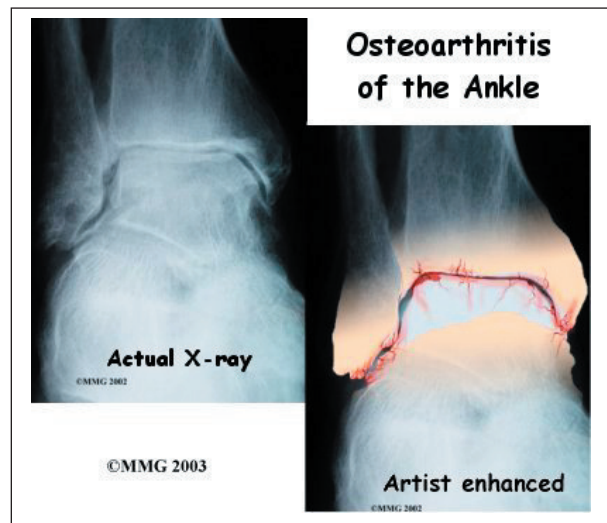 Osteoarthritis
of the Ankle
Actual X-ray
©MMG 2002
©MMG 2003
Artist enhanced
©MMG 2002